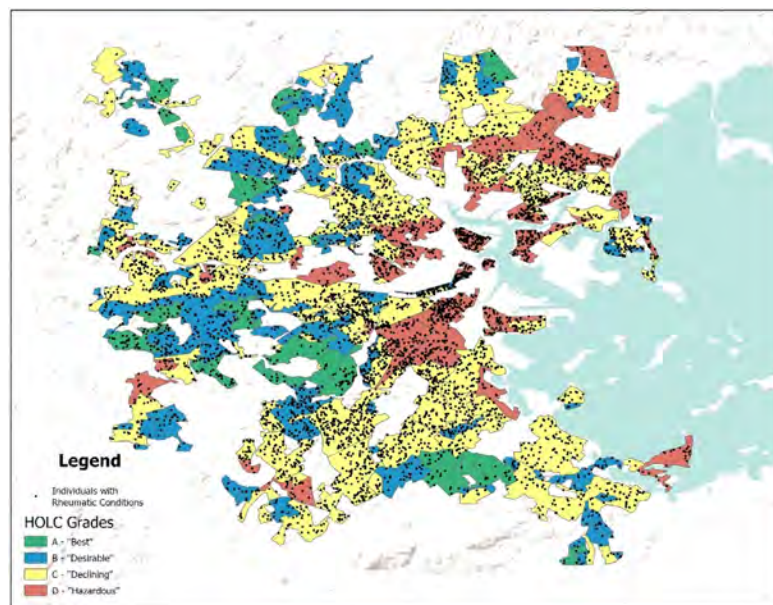 Legend
Individuals with
Rheumatic Conditions
HOLC Grades
A - "Best"
B - "Desirable"
C - "Declining"
D - "Hazardous"